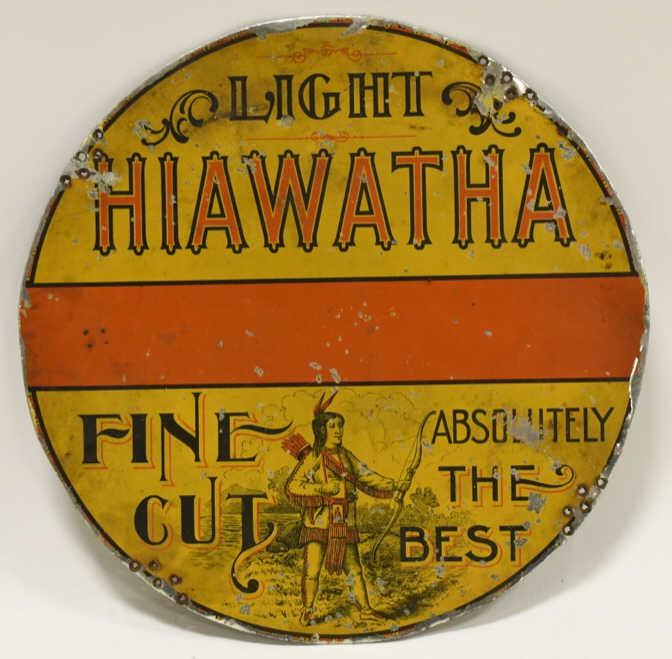 LIGHT
HIAWATHA
FINE
CUT
ABSOLUTELY
THE
BEST